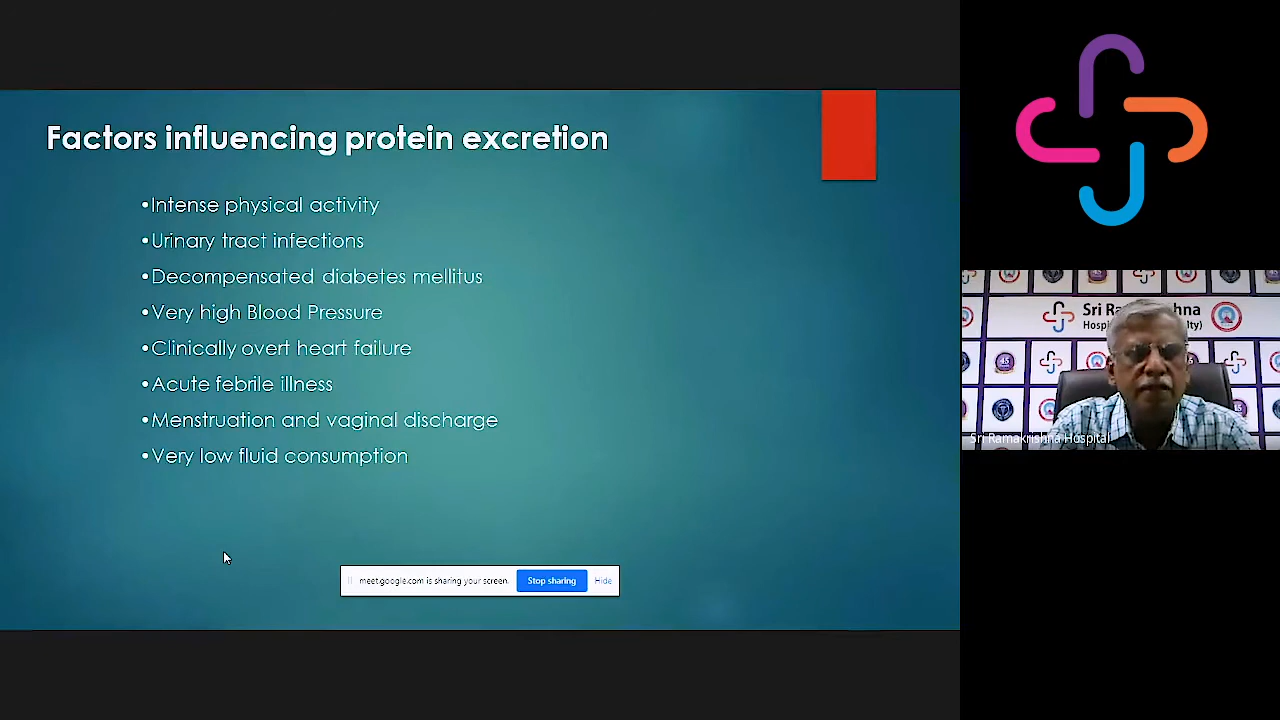 Factors influencing protein excretion
•Intense physical activity
•Urinary tract infections
•Decompensated diabetes mellitus
•Very high Blood Pressure
•Clinically overt heart failure
•Acute febrile illness
•Menstruation and vaginal discharge
•Very low fluid consumption
meet.google.com is sharing your screen.
Stop sharing
Hide
Sri Ramakrishna Hospital